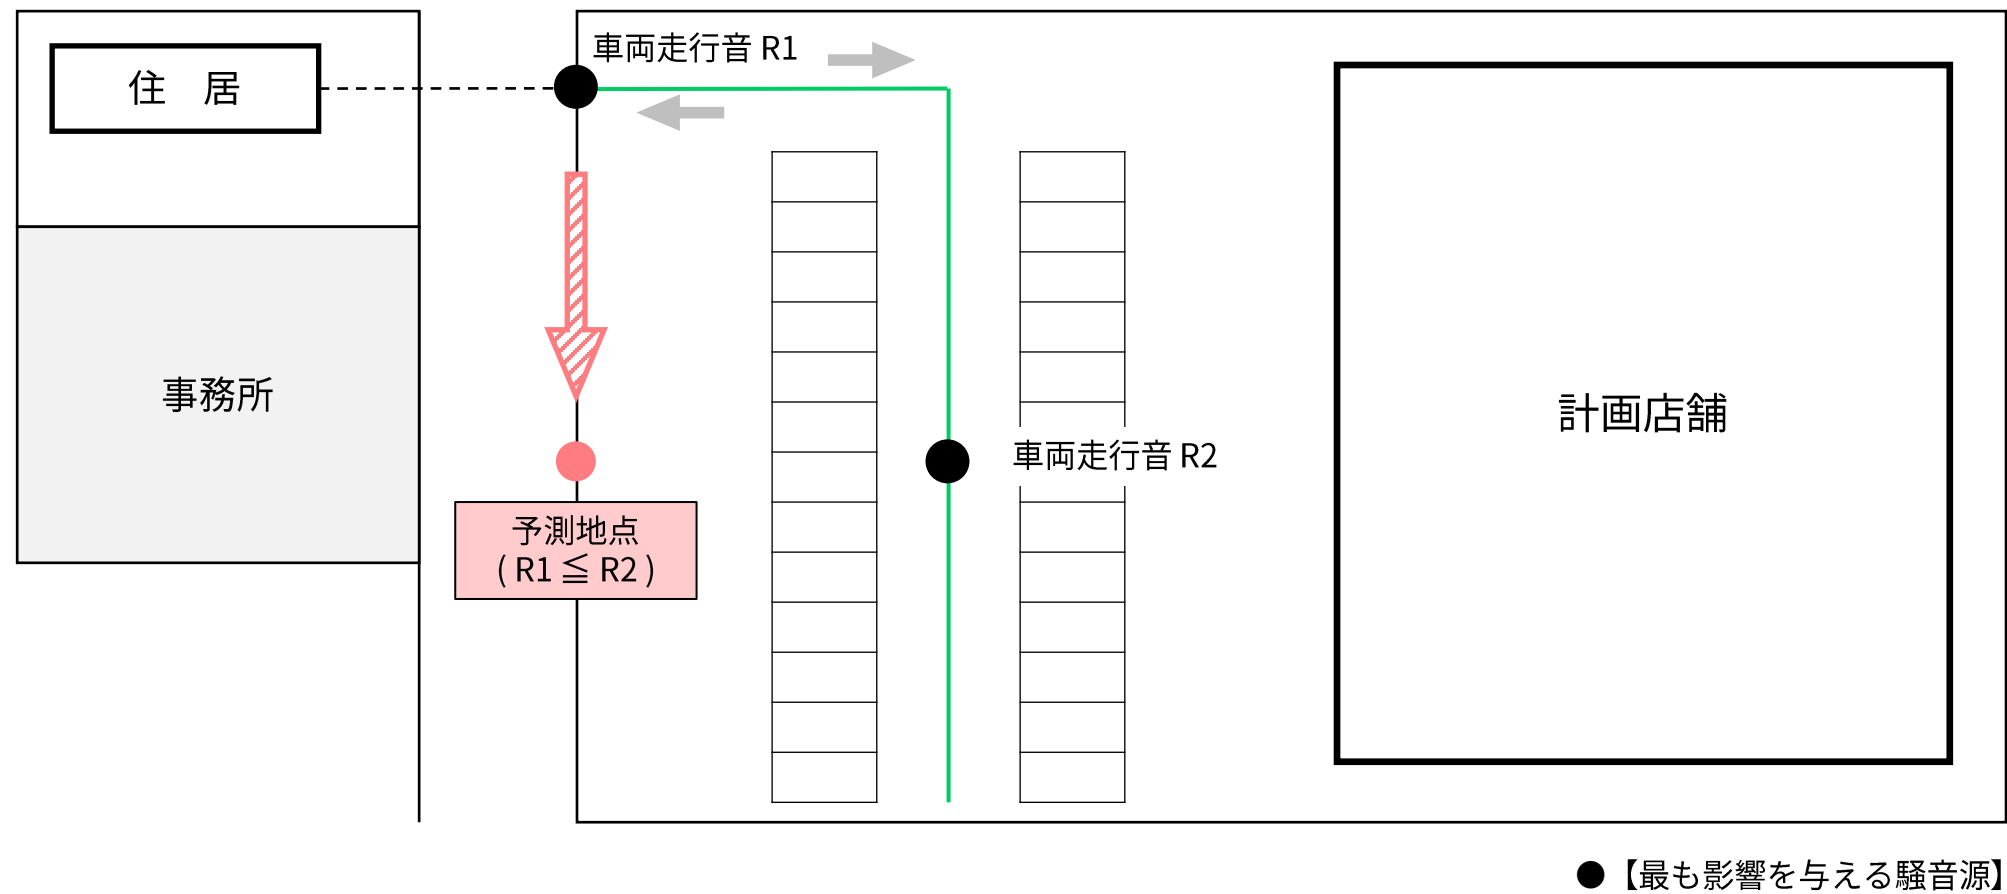 車両走行音 R1
住　居
事務所
車両走行音 R2
計画店舗
予測地点
( R1 ≦ R2 )
●【最も影響を与える騒音源】